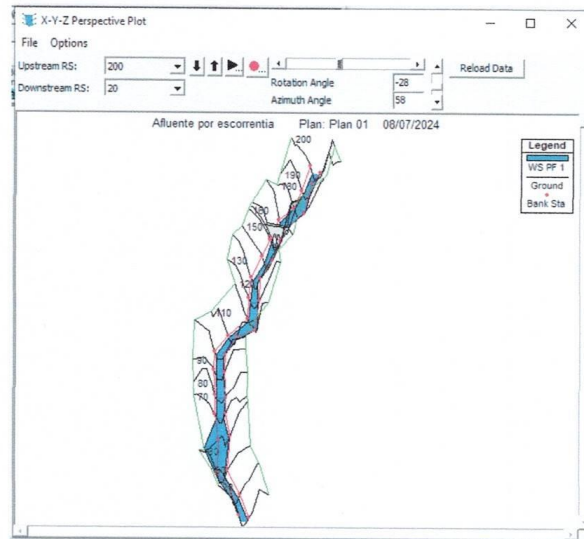 X-Y-Z Perspective Plot
File Options
Upstream RS: 200
Downstream RS: 20
Rotation Angle -28
Azimuth Angle 58
Reload Data
Afluente por escorrentia Plan: Plan 01 08/07/2024
Legend
WS PF 1
Ground
Bank Sta
200
190
180
150
130
110
90
80
70